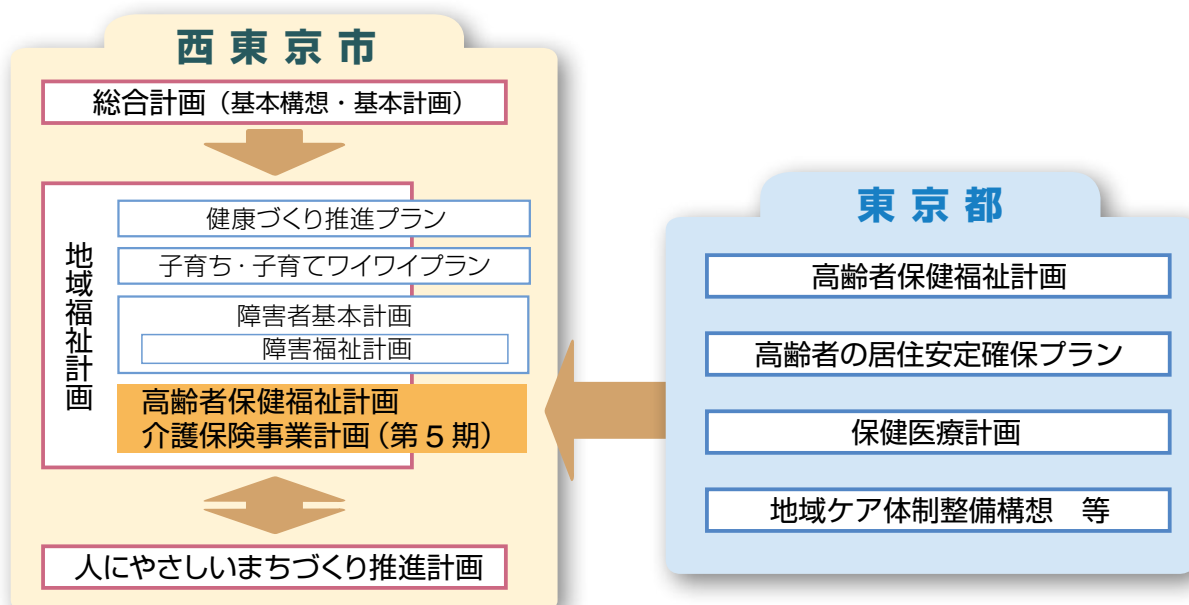 西東京市
総合計画（基本構想・基本計画）
地域福祉計画
健康づくり推進プラン
子育ち・子育てワイワイプラン
障害者基本計画
障害福祉計画
高齢者保健福祉計画
介護保険事業計画（第５期）
人にやさしいまちづくり推進計画
東京都
高齢者保健福祉計画
高齢者の居住安定確保プラン
保健医療計画
地域ケア体制整備構想　等